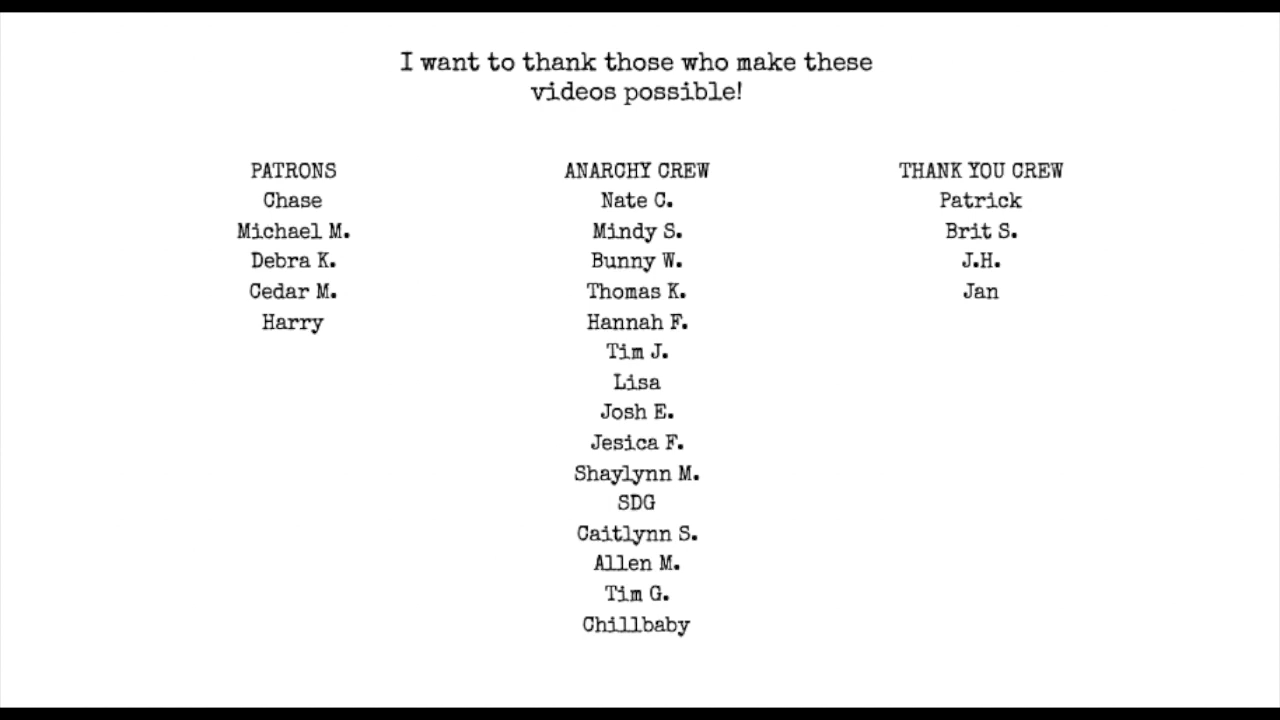 I want to thank those who make these
videos possible!
PATRONS
Chase
Michael M.
Debra K.
Cedar M.
Harry
ANARCHY CREW
Nate C.
Mindy S.
Bunny W.
Thomas K.
Hannah F.
Tim J.
Lisa
Josh E.
Jesica F.
Shaylynn M.
SDG
Caitlynn S.
Allen M.
Tim G.
Chillbaby
THANK YOU CREW
Patrick
Brit S.
J.H.
Jan